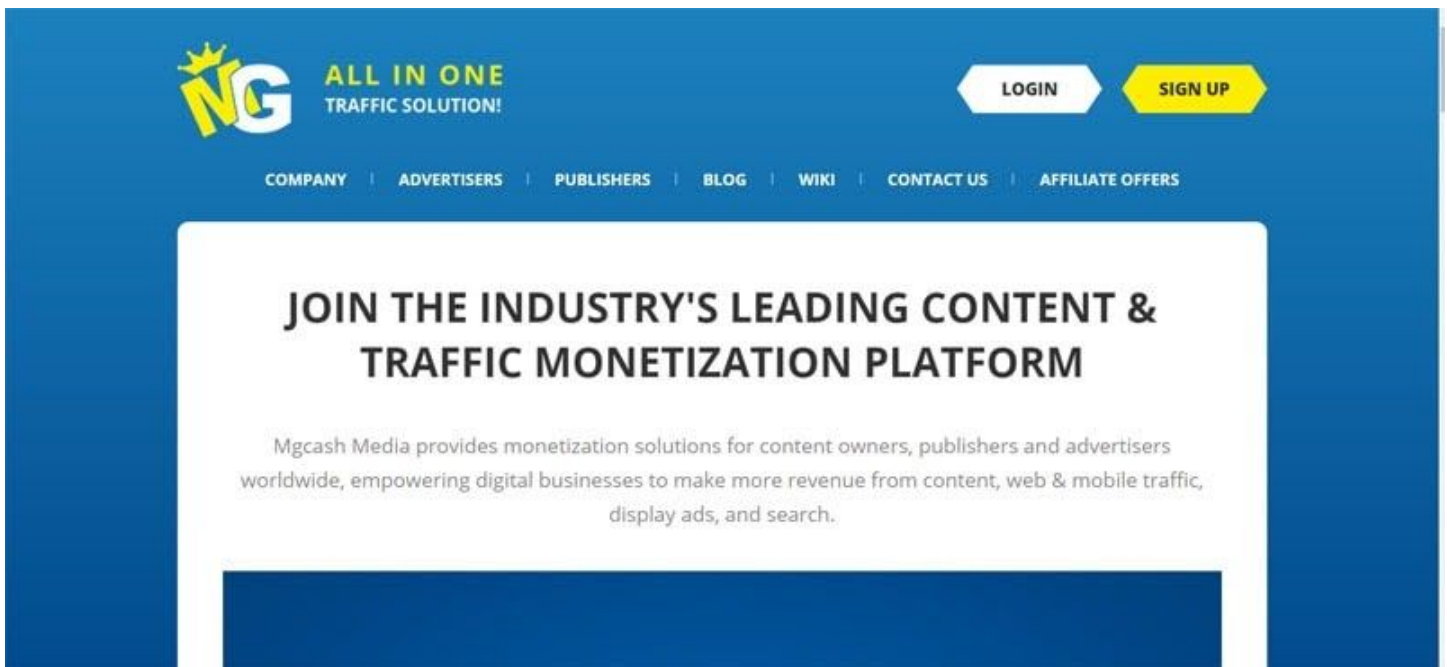 MG
ALL IN ONE
TRAFFIC SOLUTION!
LOGIN
SIGN UP
COMPANY
ADVERTISERS
PUBLISHERS
BLOG
WIKI
CONTACT US
AFFILIATE OFFERS
JOIN THE INDUSTRY'S LEADING CONTENT &
TRAFFIC MONETIZATION PLATFORM
Mgcash Media provides monetization solutions for content owners, publishers and advertisers
worldwide, empowering digital businesses to make more revenue from content, web & mobile traffic,
display ads, and search.